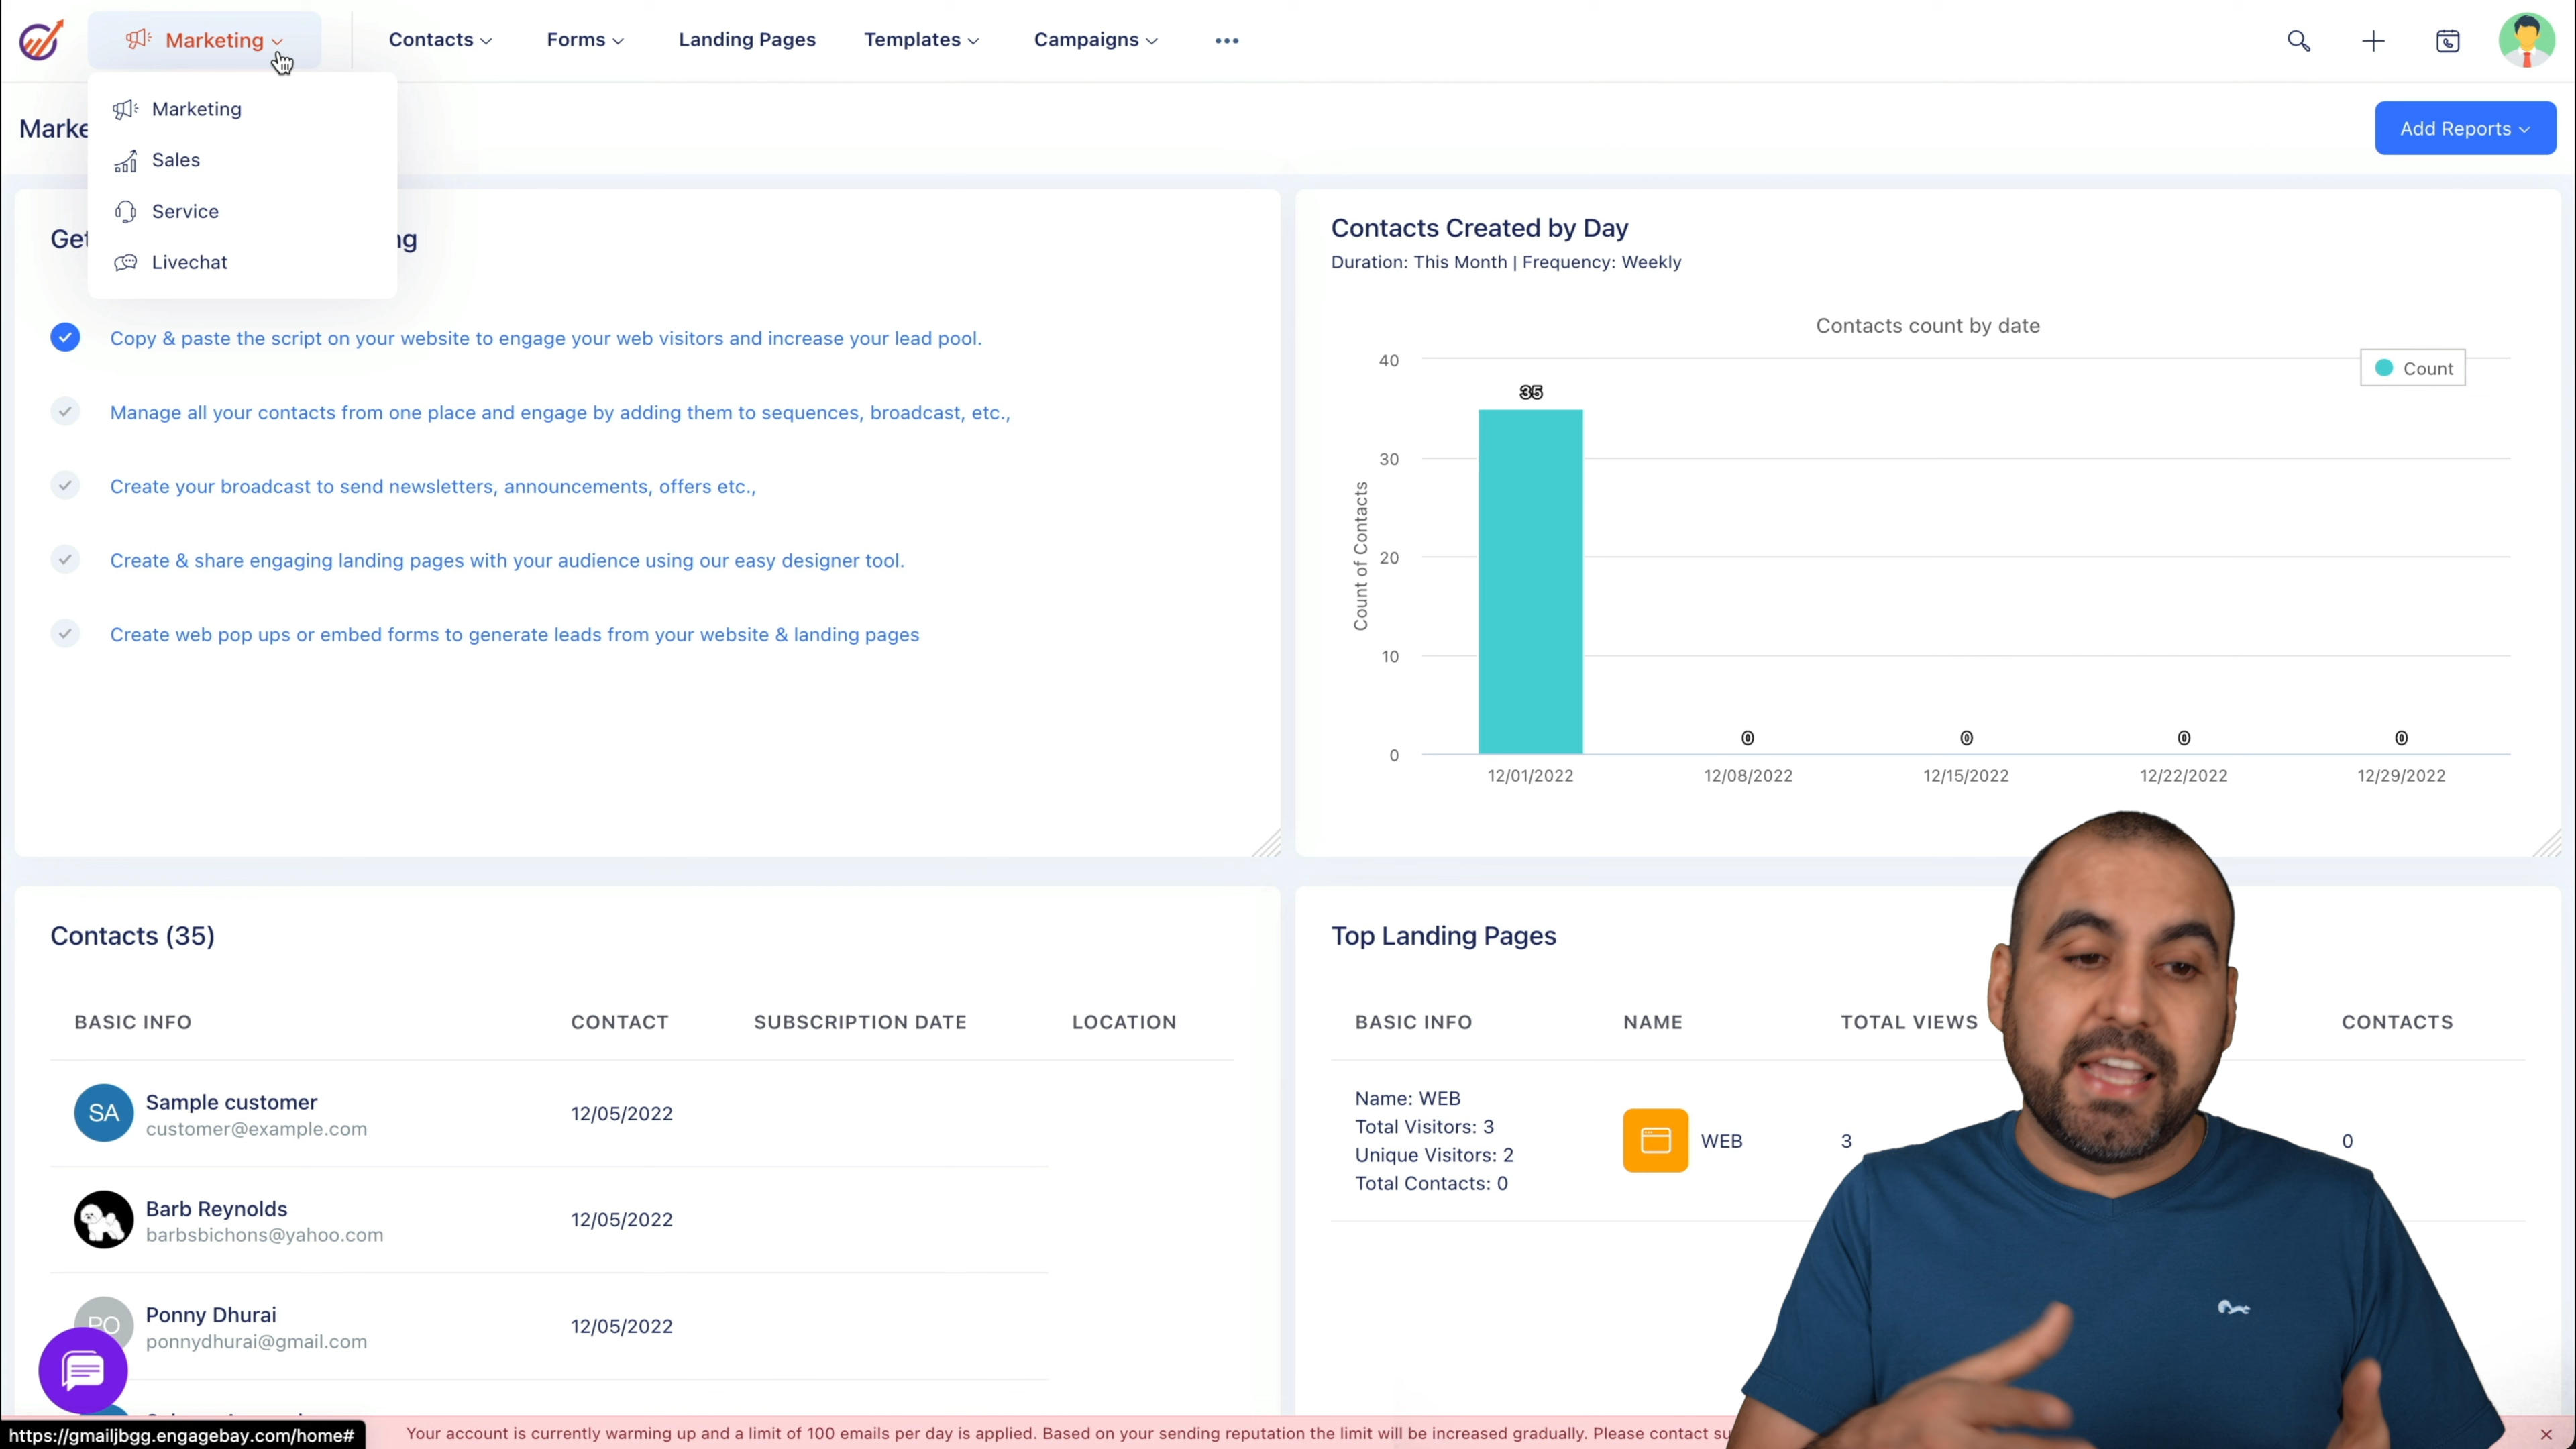 Marketing
Contacts
Forms
Landing Pages
Templates
Campaigns
Marketing
Sales
Service
Livechat
Add Reports
Copy & paste the script on your website to engage your web visitors and increase your lead pool.
Manage all your contacts from one place and engage by adding them to sequences, broadcast, etc.,
Create your broadcast to send newsletters, announcements, offers etc.,
Create & share engaging landing pages with your audience using our easy designer tool.
Create web pop ups or embed forms to generate leads from your website & landing pages
Contacts Created by Day
Duration: This Month | Frequency: Weekly
Contacts count by date
Count
Count of Contacts
40
30
20
10
0
35
0
0
0
0
12/01/2022
12/08/2022
12/15/2022
12/22/2022
12/29/2022
Contacts (35)
BASIC INFO CONTACT SUBSCRIPTION DATE LOCATION
SA
Sample customer
customer@example.com
12/05/2022
Barb Reynolds
barbsbichons@yahoo.com
12/05/2022
PO
Ponny Dhurai
ponnydhurai@gmail.com
12/05/2022
Top Landing Pages
BASIC INFO NAME TOTAL VIEWS CONTACTS
Name: WEB
Total Visitors: 3
Unique Visitors: 2
Total Contacts: 0
WEB
3
0
https://gmailjbgg.engagebay.com/home#
Your account is currently warming up and a limit of 100 emails per day is applied. Based on your sending reputation the limit will be increased gradually. Please contact